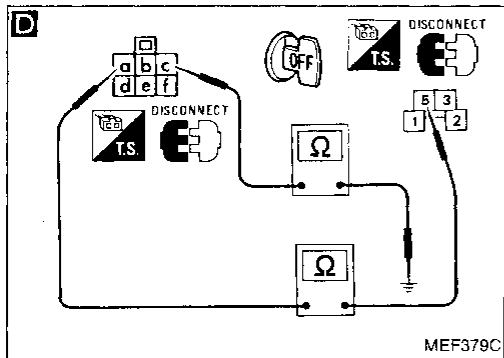 D
DISCONNECT
T.S.
OFF
a b c
d e f
DISCONNECT
T.S.
5 3
1 2
Ω
Ω
MEF379C